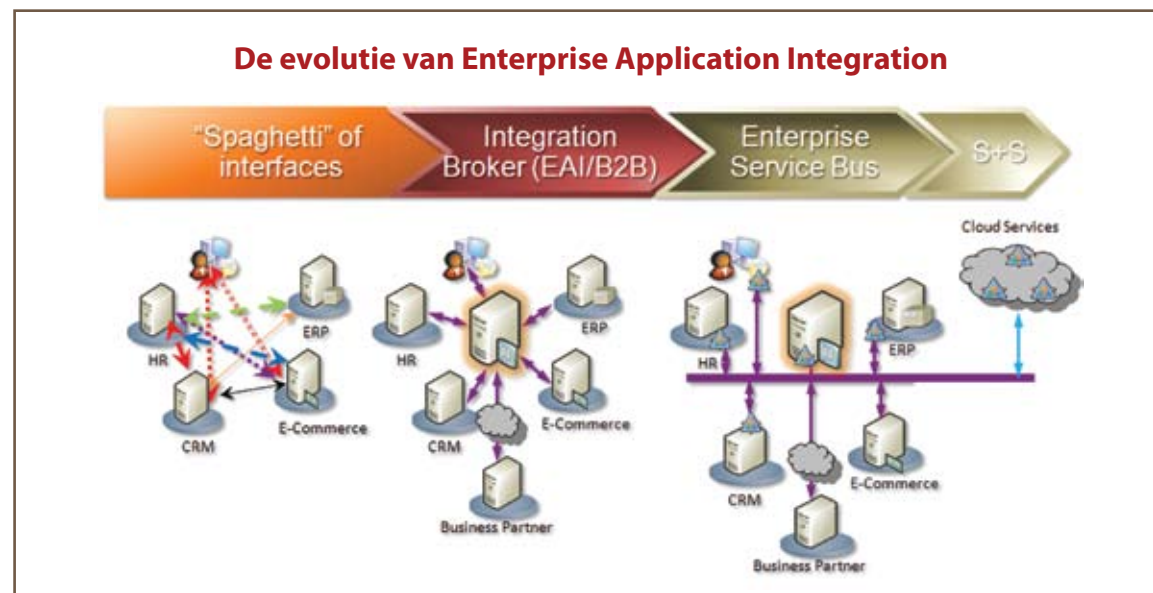 De evolutie van Enterprise Application Integration
"Spaghetti" of
interfaces
Integration
Broker (EAI/B2B)
Enterprise
Service Bus
S+S
HR
ERP
CRM
E-Commerce
HR
ERP
CRM
E-Commerce
Business Partner
Cloud Services
HR
ERP
CRM
E-Commerce
Business Partner